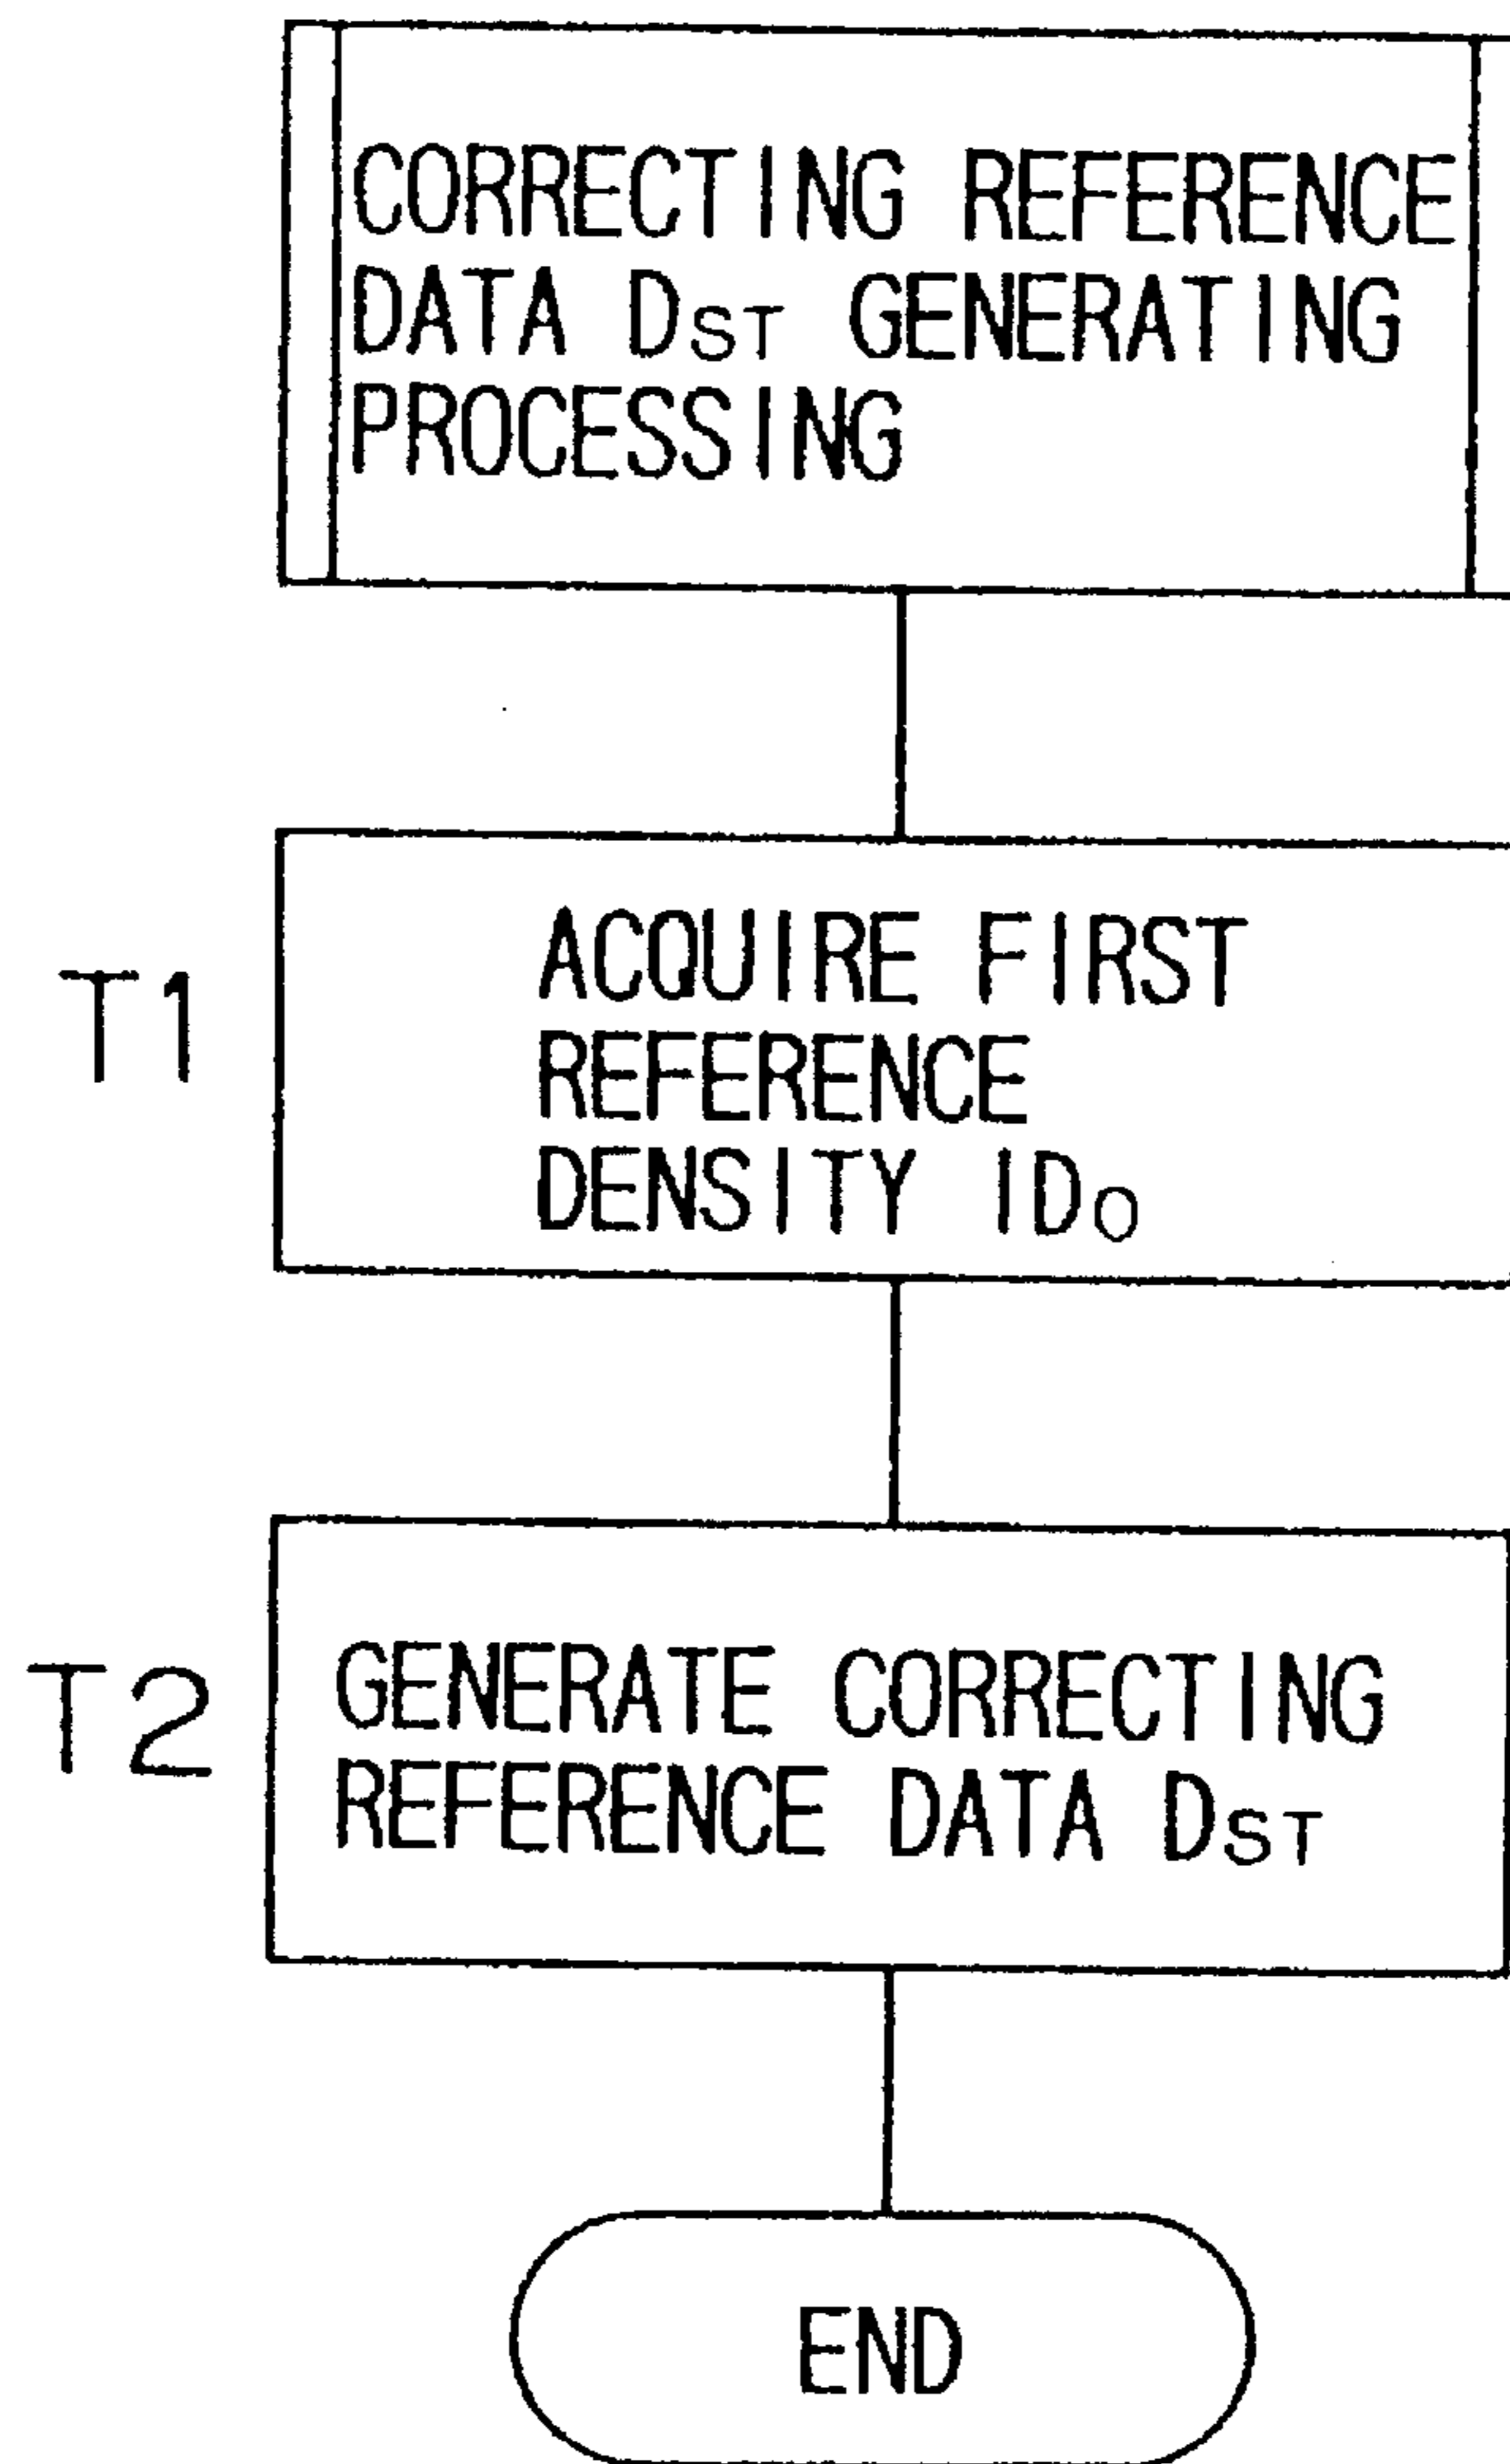 CORRECTING REFERENCE
DATA DST GENERATING
PROCESSING
T1
ACQUIRE FIRST
REFERENCE
DENSITY ID0
T2
GENERATE CORRECTING
REFERENCE DATA DST
END